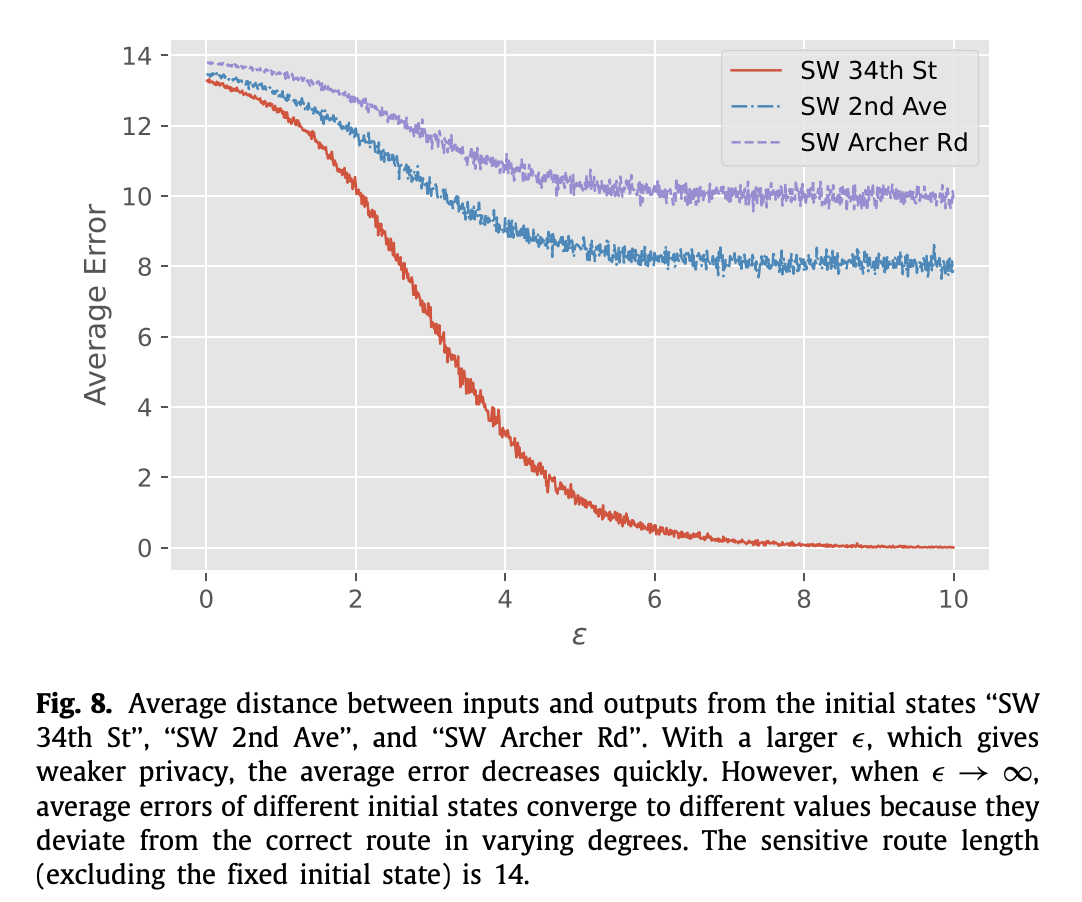 14
12
10
8
6
4
2
0
Average Error
SW 34th St
SW 2nd Ave
SW Archer Rd
0 2 4 6 8 10
ε
Fig. 8. Average distance between inputs and outputs from the initial states “SW
34th St”, “SW 2nd Ave”, and “SW Archer Rd”. With a larger ϵ, which gives
weaker privacy, the average error decreases quickly. However, when ϵ → ∞,
average errors of different initial states converge to different values because they
deviate from the correct route in varying degrees. The sensitive route length
(excluding the fixed initial state) is 14.